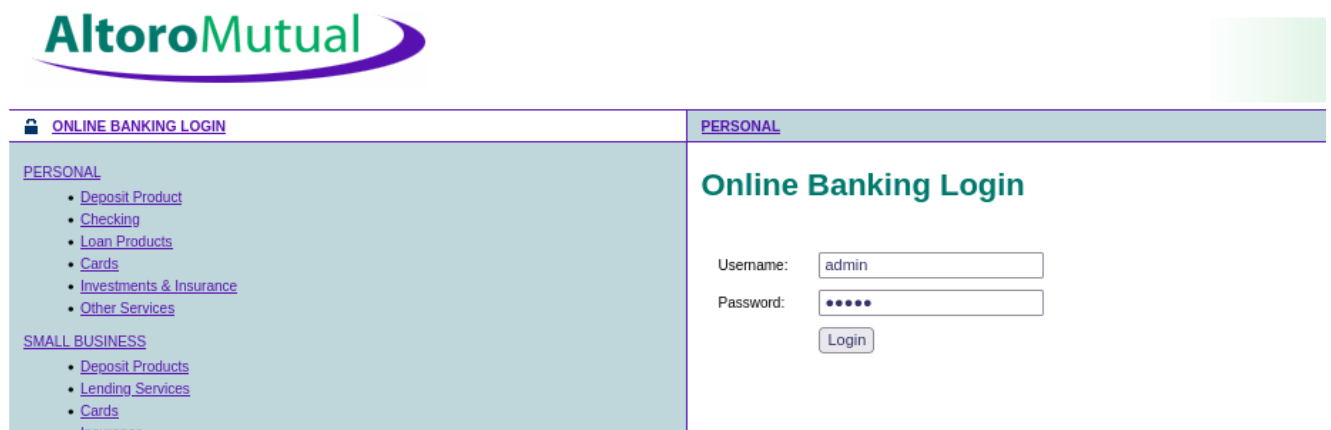 AltoroMutual
ONLINE BANKING LOGIN
PERSONAL
PERSONAL
• Deposit Product
• Checking
• Loan Products
• Cards
• Investments & Insurance
• Other Services
SMALL BUSINESS
• Deposit Products
• Lending Services
• Cards
Online Banking Login
Username: admin
Password: •••••
Login